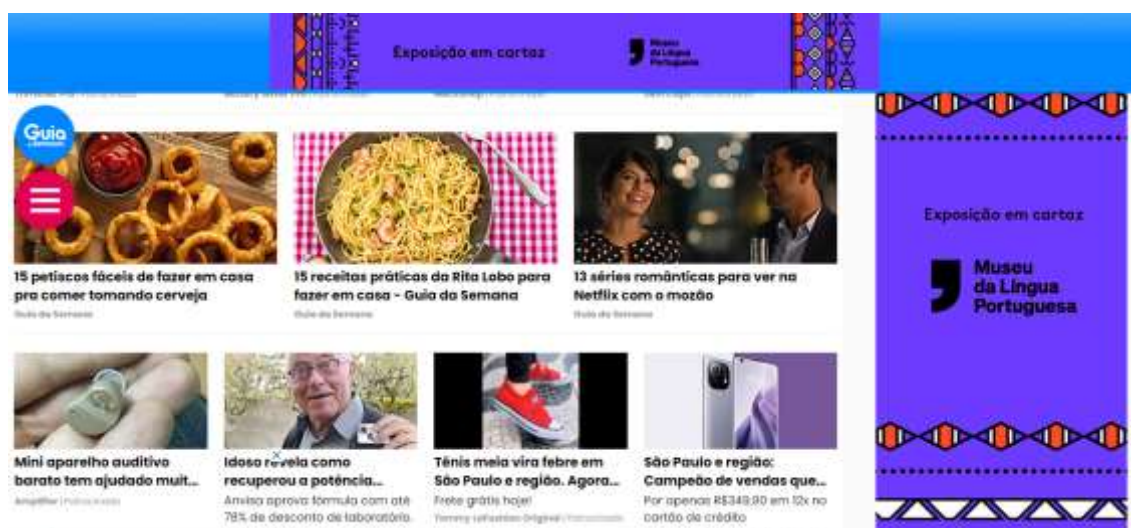 Exposição em cartaz
Museu
da Língua
Portuguesa
Guia
15 petiscos fáceis de fazer em casa
pra comer tomando cerveja
Guia da Semana
15 receitas práticas da Rita Lobo para
fazer em casa - Guia da Semana
Guia da Semana
13 séries românticas para ver na
Netflix com o mozão
Guia da Semana
Mini aparelho auditivo
barato tem ajudado muit...
Idoso revela como
recuperou a potência...
Anvisa aprova fórmula com até
78% de desconto de laboratório.
Tênis meia vira febre em
São Paulo e região. Agora...
Frete grátis hoje!
São Paulo e região:
Campeão de vendas que...
Por apenas R$349,90 em 12x no
cartão de crédito
Exposição em cartaz
Museu
da Língua
Portuguesa